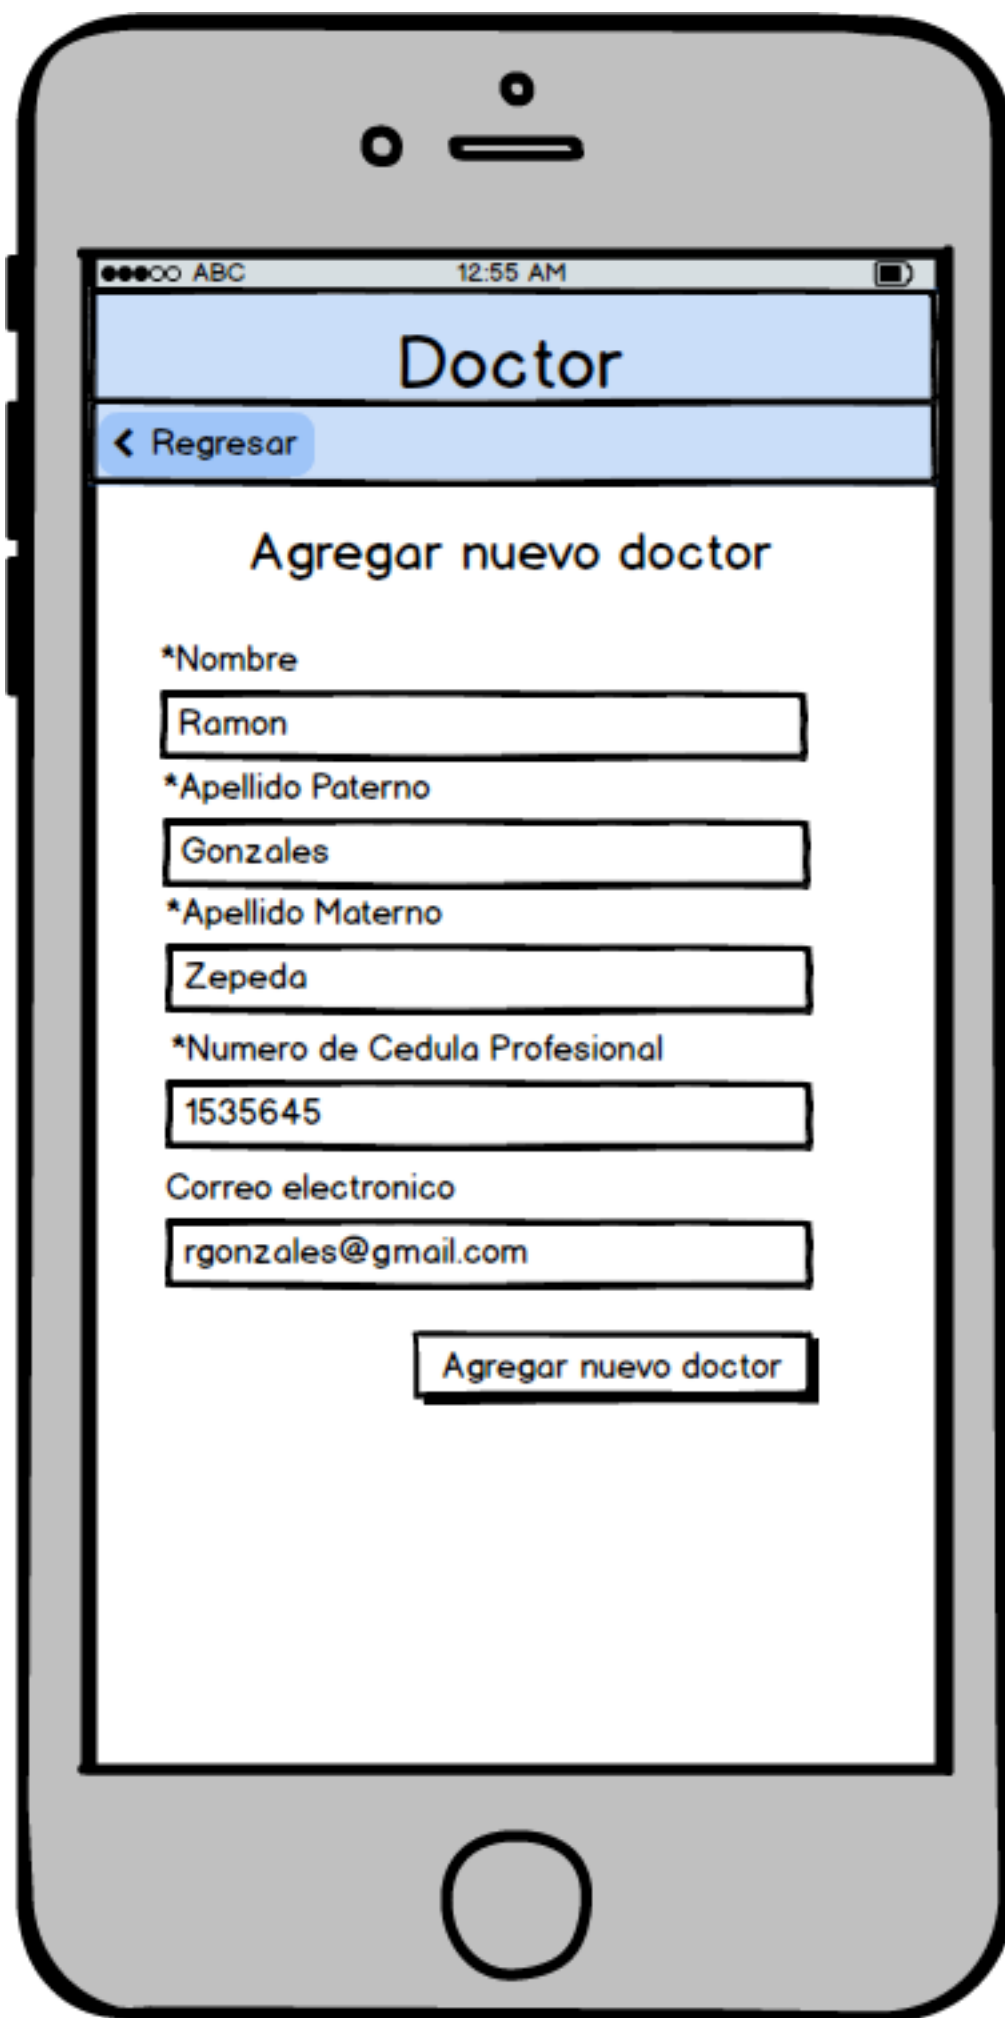 ABC 12:55 AM
Doctor
Regresar
Agregar nuevo doctor
*Nombre
Ramon
*Apellido Paterno
Gonzales
*Apellido Materno
Zepeda
*Numero de Cedula Profesional
1535645
Correo electronico
rgonzales@gmail.com
Agregar nuevo doctor